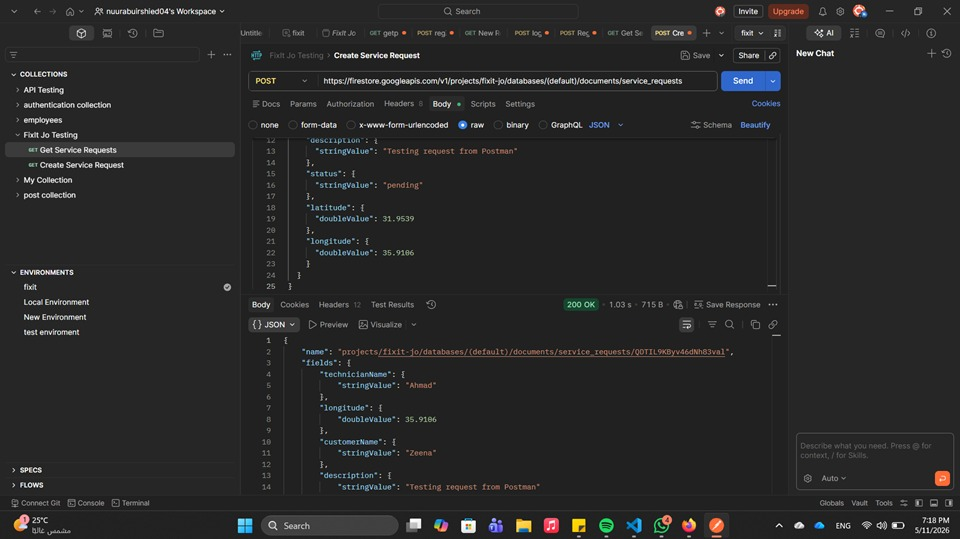 nuurabuirshied04's Workspace
Search
Invite
Upgrade
Untitle
fixit
FixIt Jo
GET getp
POST reg
GET New R
POST log
POST Reg
GET Get Se
POST Cre
fixit
AI
COLLECTIONS
API Testing
authentication collection
employees
FixIt Jo Testing
GET Get Service Requests
GET Create Service Request
My Collection
post collection
ENVIRONMENTS
fixit
Local Environment
New Environment
test enviroment
SPECS
FLOWS
HTTP FixIt Jo Testing / Create Service Request
Save
Share
POST
https://firestore.googleapis.com/v1/projects/fixit-jo/databases/(default)/documents/service_requests
Send
Docs Params Authorization Headers 8 Body Scripts Settings
Cookies
none form-data x-www-form-urlencoded raw binary GraphQL JSON
Schema Beautify
12 "description": {
13 "stringValue": "Testing request from Postman"
14 },
15 "status": {
16 "stringValue": "pending"
17 },
18 "latitude": {
19 "doubleValue": 31.9539
20 },
21 "longitude": {
22 "doubleValue": 35.9106
23 }
24 }
25 }
Body Cookies Headers 12 Test Results
200 OK • 1.03 s • 715 B
Save Response
{ } JSON Preview Visualize
1 {
2 "name": "projects/fixit-jo/databases/(default)/documents/service_requests/QOTIL9KByv46dNh83val",
3 "fields": {
4 "technicianName": {
5 "stringValue": "Ahmad"
6 },
7 "longitude": {
8 "doubleValue": 35.9106
9 },
10 "customerName": {
11 "stringValue": "Zeena"
12 },
13 "description": {
14 "stringValue": "Testing request from Postman"
New Chat
Describe what you need. Press @ for
context, / for Skills.
Auto
Connect Git Console Terminal
Globals Vault Tools
1
25°C
مشمس غالبًا
Search
4
ENG
7:18 PM
5/11/2026